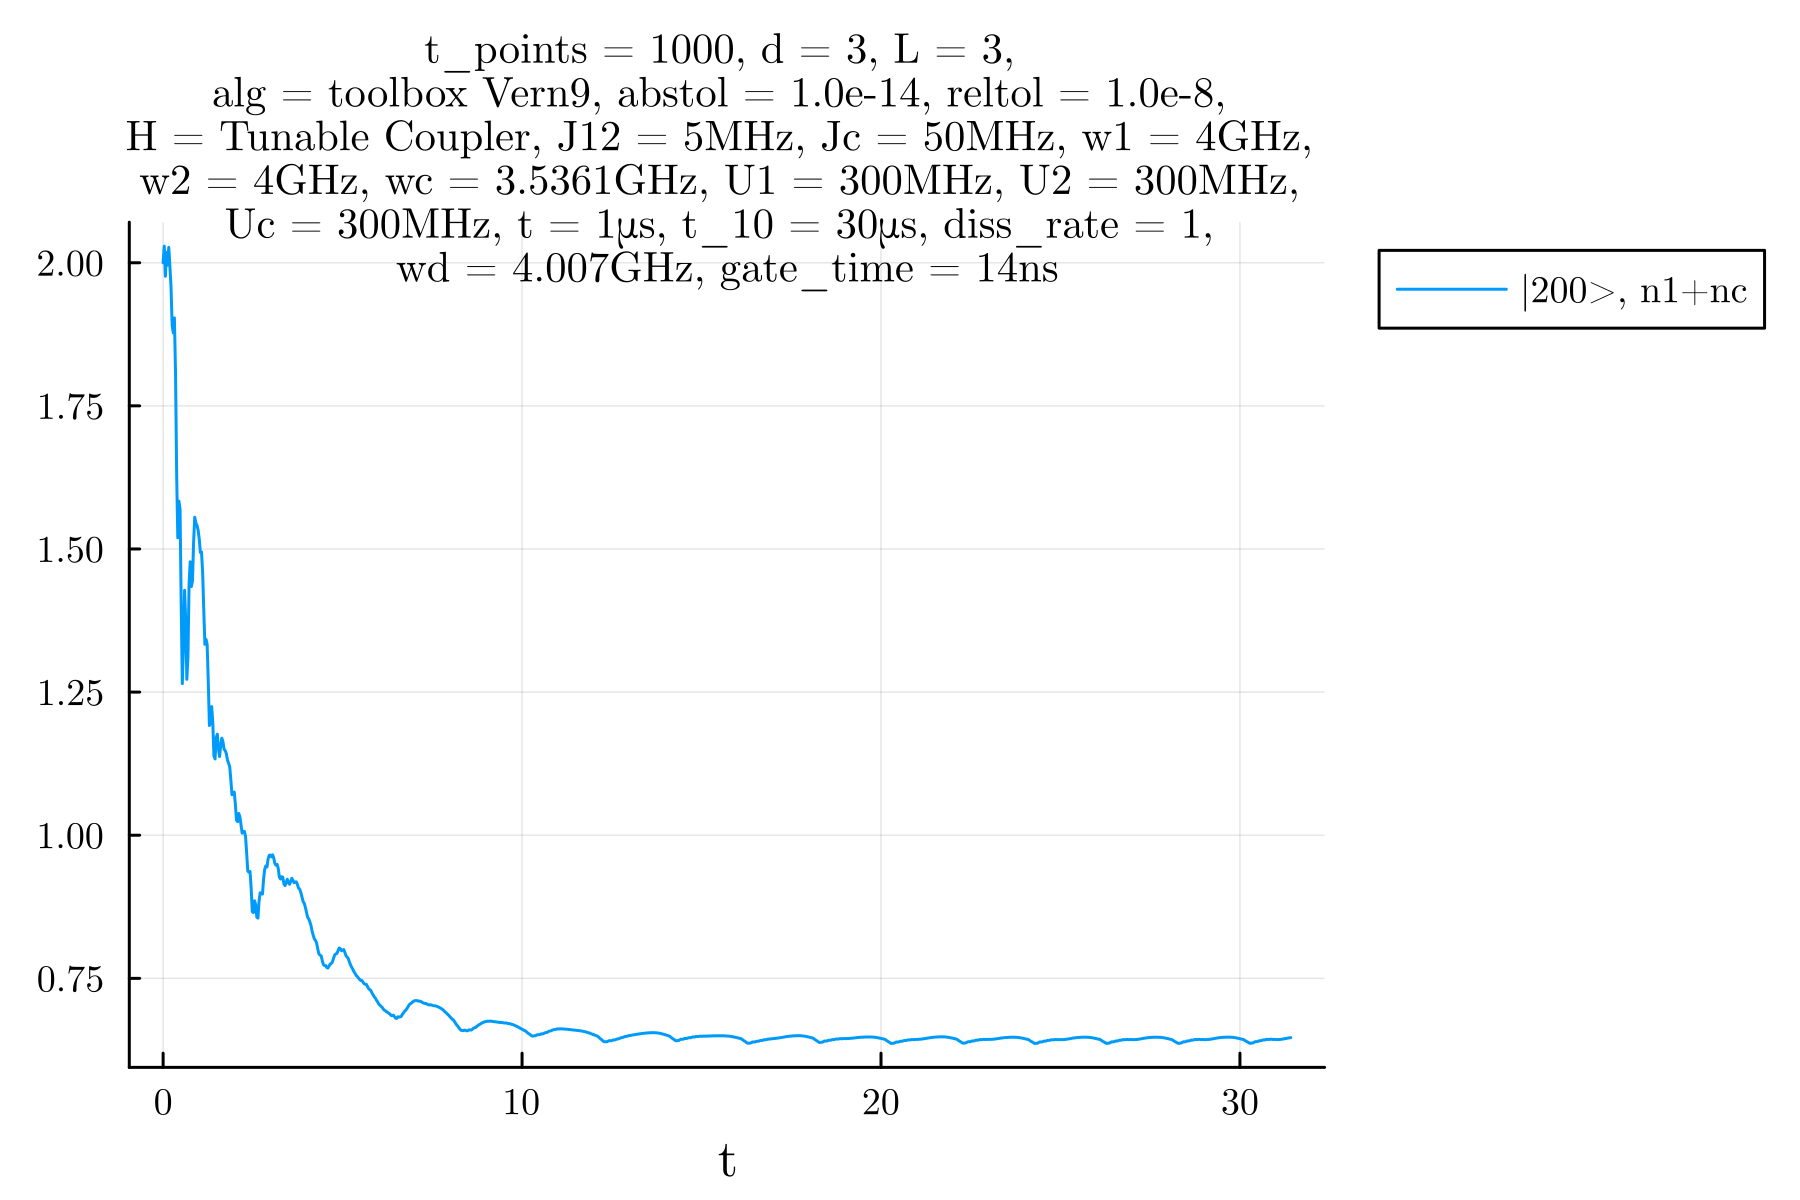 t_points = 1000, d = 3, L = 3,
alg = toolbox Vern9, abstol = 1.0e-14, reltol = 1.0e-8,
H = Tunable Coupler, J12 = 5MHz, Jc = 50MHz, w1 = 4GHz,
w2 = 4GHz, wc = 3.5361GHz, U1 = 300MHz, U2 = 300MHz,
Uc = 300MHz, t = 1μs, t_10 = 30μs, diss_rate = 1,
wd = 4.007GHz, gate_time = 14ns
|200>, n1+nc
2.00
1.75
1.50
1.25
1.00
0.75
0 10 20 30
t